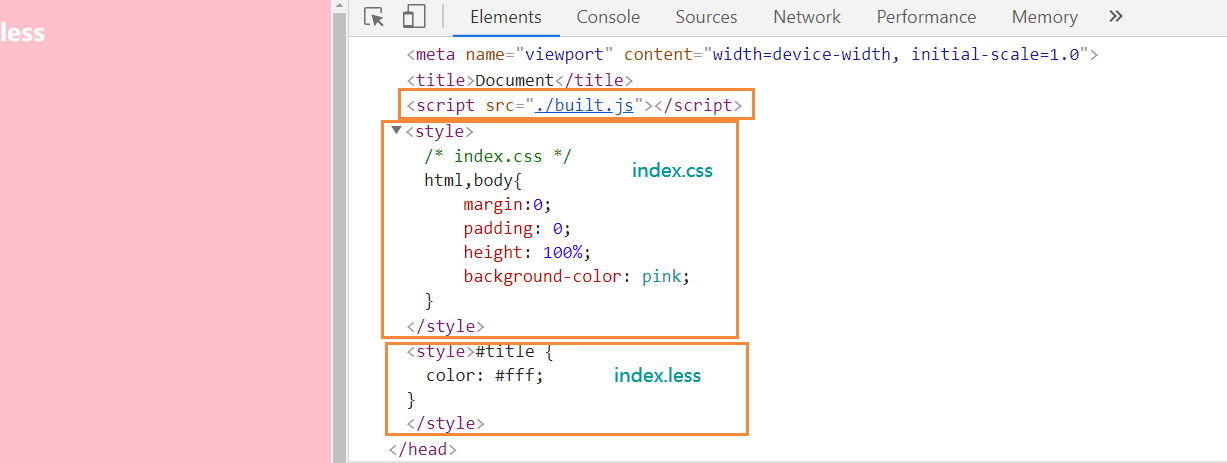 less
Elements Console Sources Network Performance Memory »
<meta name="viewport" content="width=device-width, initial-scale=1.0">
<title>Document</title>
<script src="./built.js"></script>
▼<style>
/* index.css */
index.css
html,body{
margin:0;
padding: 0;
height: 100%;
background-color: pink;
}
</style>
<style>#title {
color: #fff;
index.less
}
</style>
</head>